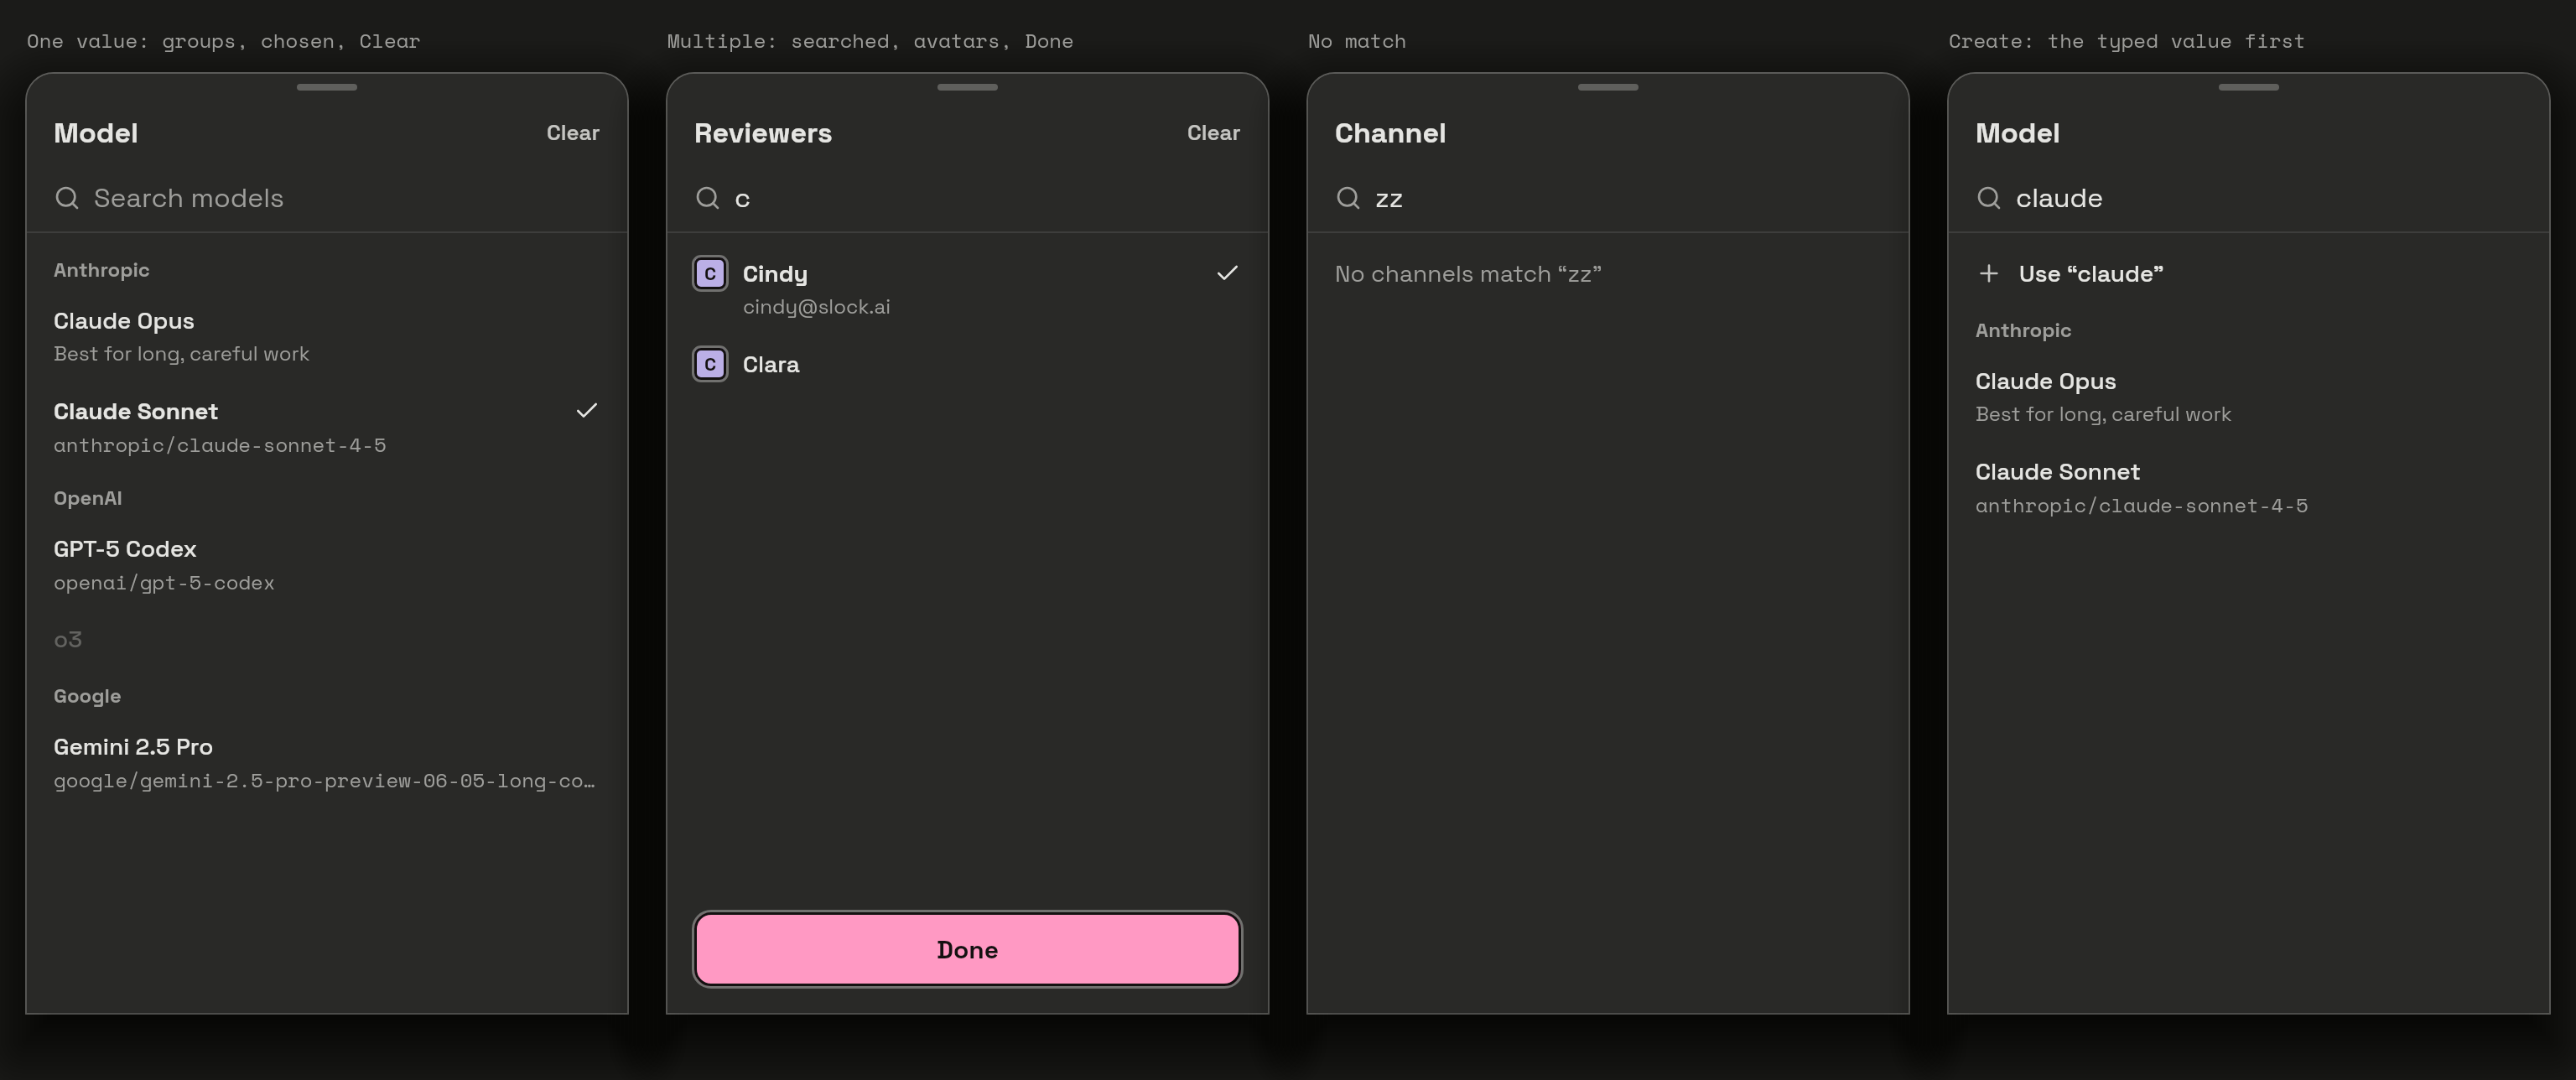 One value: groups, chosen, Clear
Model
Clear
Search models
Anthropic
Claude Opus
Best for long, careful work
Claude Sonnet
anthropic/claude-sonnet-4-5
OpenAI
GPT-5 Codex
openai/gpt-5-codex
o3
Google
Gemini 2.5 Pro
google/gemini-2.5-pro-preview-06-05-long-co…
Multiple: searched, avatars, Done
Reviewers
Clear
c
C
Cindy
cindy@slock.ai
C
Clara
Done
No match
Channel
zz
No channels match “zz”
Create: the typed value first
Model
claude
Use “claude”
Anthropic
Claude Opus
Best for long, careful work
Claude Sonnet
anthropic/claude-sonnet-4-5